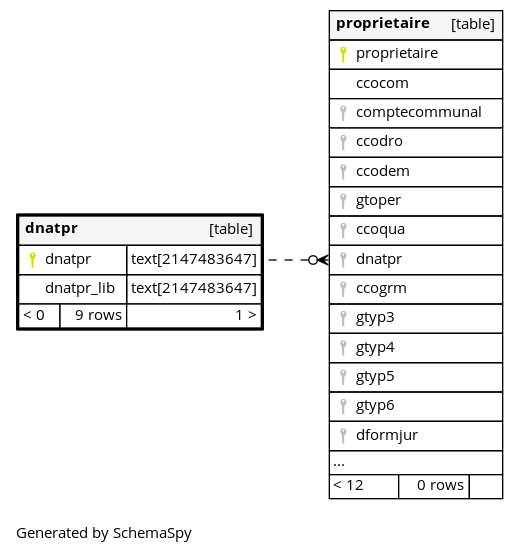 proprietaire [table]
proprietaire
ccocom
comptecommunal
ccodro
ccodem
gtoper
ccoqua
dnatpr
ccogrm
gtyp3
gtyp4
gtyp5
gtyp6
dformjur
...
< 12 0 rows
dnatpr [table]
dnatpr text[2147483647]
dnatpr_lib text[2147483647]
< 0 9 rows 1 >
Generated by SchemaSpy